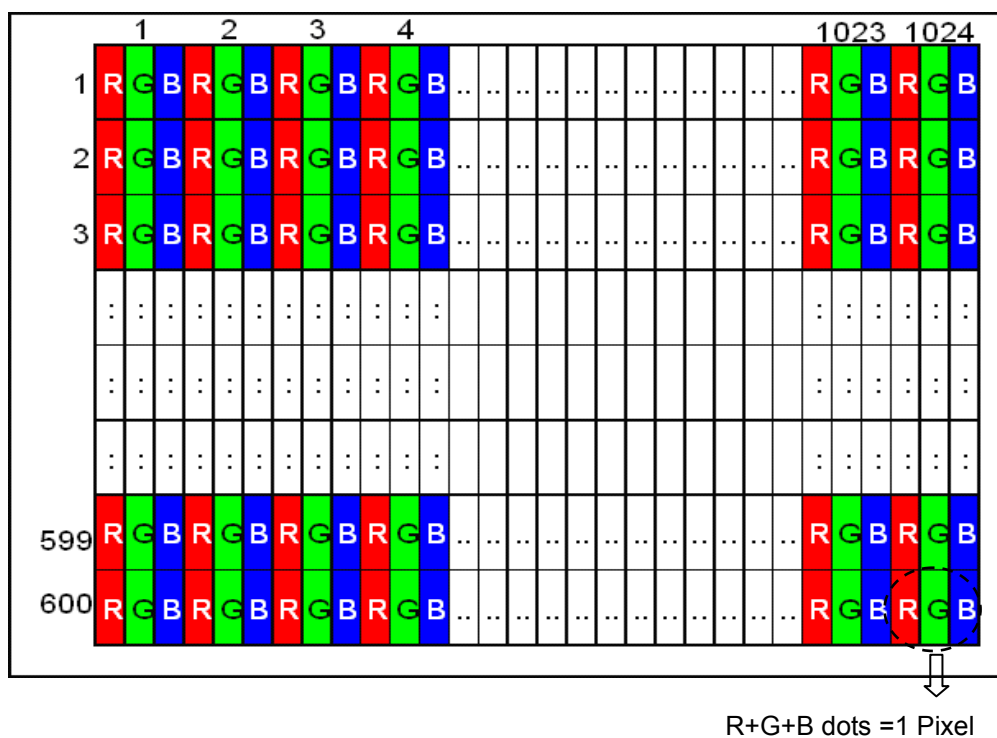 1 2 3 4 1023 1024
1 R G B R G B R G B R G B .. .. .. .. .. .. .. .. .. .. .. .. R G B R G B
2 R G B R G B R G B R G B .. .. .. .. .. .. .. .. .. .. .. .. R G B R G B
3 R G B R G B R G B R G B .. .. .. .. .. .. .. .. .. .. .. .. R G B R G B
: : : : : : : : : : : : : : : : : :
: : : : : : : : : : : : : : : : : :
: : : : : : : : : : : : : : : : : :
599 R G B R G B R G B R G B .. .. .. .. .. .. .. .. .. .. .. .. R G B R G B
600 R G B R G B R G B R G B .. .. .. .. .. .. .. .. .. .. .. .. R G B R G B
R+G+B dots =1 Pixel